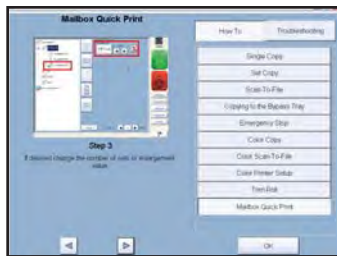 Mailbox Quick Print
Step 3
If desired change the number of sets or enlargement
value.
How To
Troubleshooting
Single Copy
Set Copy
Scan-To-File
Copying to the Bypass Tray
Emergency Stop
Color Copy
Color Scan-To-File
Color Printer Setup
Trim Roll
Mailbox Quick Print
OK